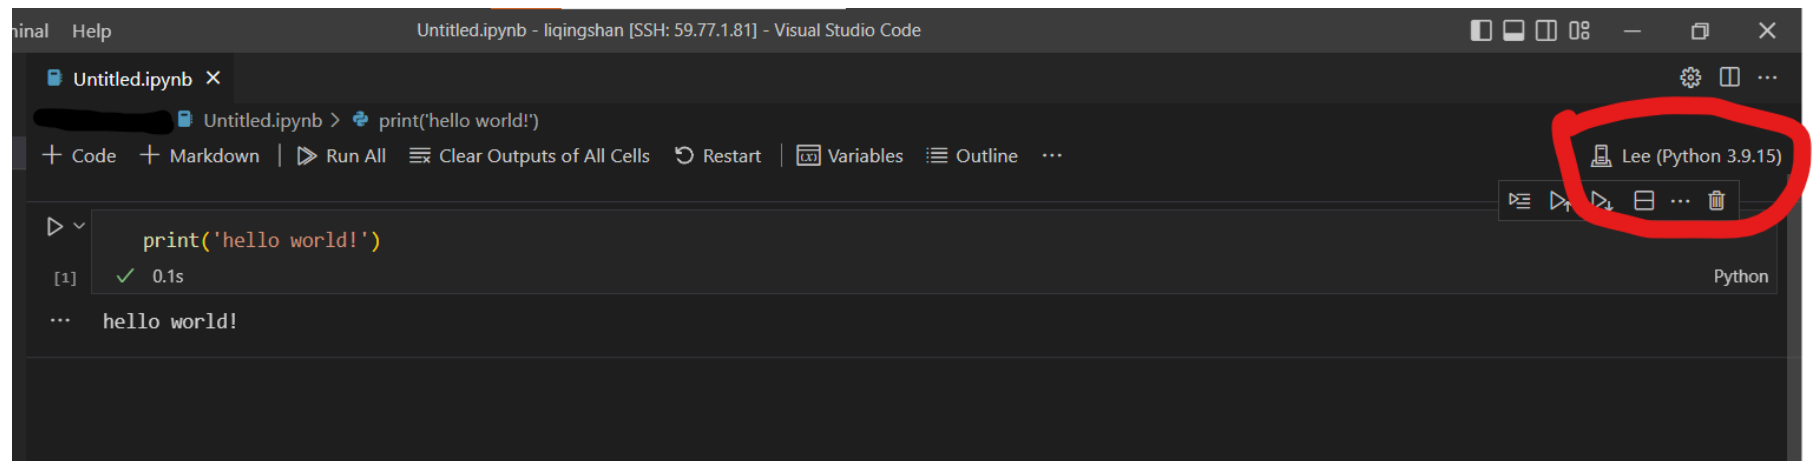 ninal Help Untitled.ipynb - liqingshan [SSH: 59.77.1.81] - Visual Studio Code
Untitled.ipynb
Untitled.ipynb > print('hello world!')
+ Code + Markdown Run All Clear Outputs of All Cells Restart Variables Outline ... Lee (Python 3.9.15)
print('hello world!')
[1] 0.1s Python
... hello world!